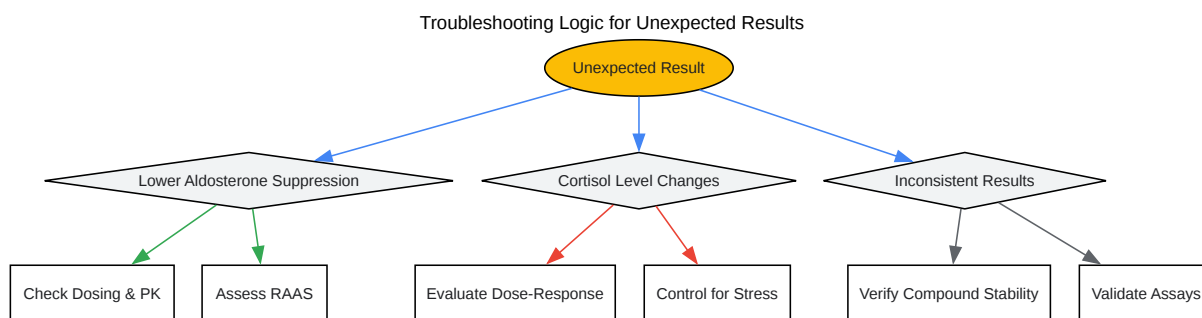 Troubleshooting Logic for Unexpected Results
Unexpected Result
Lower Aldosterone Suppression
Cortisol Level Changes
Inconsistent Results
Check Dosing & PK
Assess RAAS
Evaluate Dose-Response
Control for Stress
Verify Compound Stability
Validate Assays